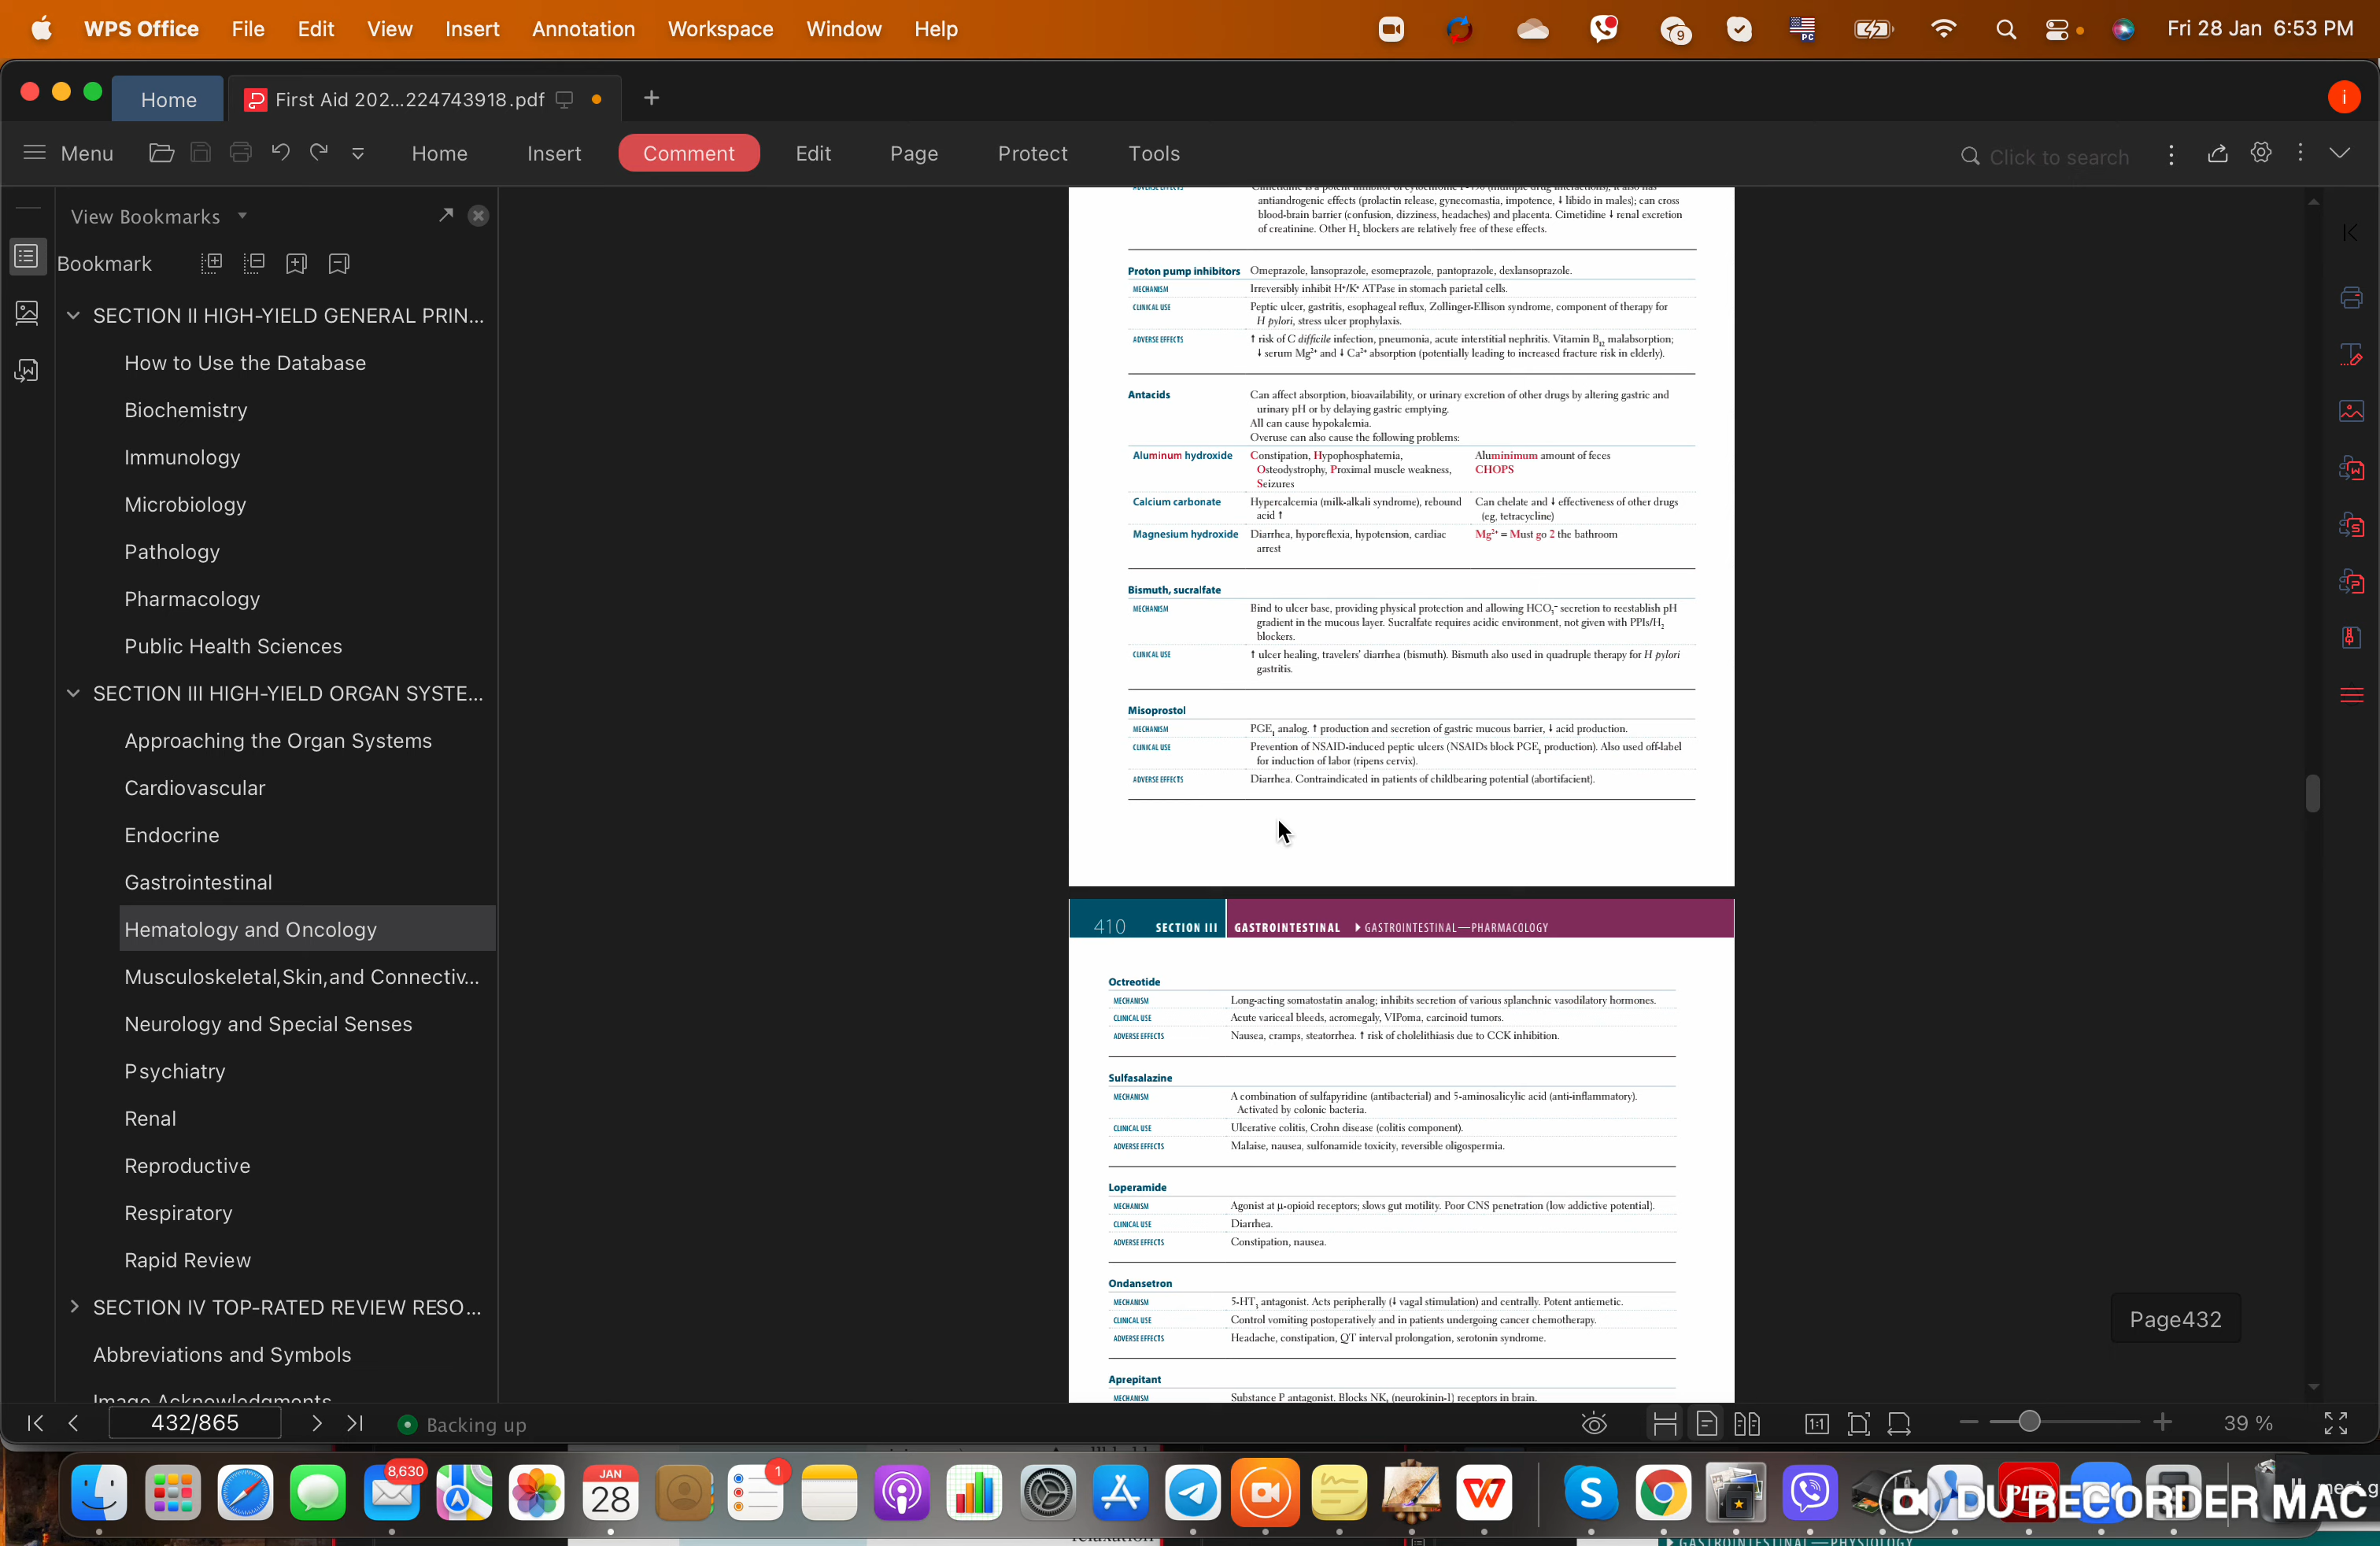 WPS Office File Edit View Insert Annotation Workspace Window Help 9 PC Fri 28 Jan 6:53 PM
Home First Aid 202...224743918.pdf + i
Menu Home Insert Comment Edit Page Protect Tools Click to search
View Bookmarks
Bookmark
SECTION II HIGH-YIELD GENERAL PRIN...
How to Use the Database
Biochemistry
Immunology
Microbiology
Pathology
Pharmacology
Public Health Sciences
SECTION III HIGH-YIELD ORGAN SYSTE...
Approaching the Organ Systems
Cardiovascular
Endocrine
Gastrointestinal
Hematology and Oncology
Musculoskeletal,Skin,and Connectiv...
Neurology and Special Senses
Psychiatry
Renal
Reproductive
Respiratory
Rapid Review
SECTION IV TOP-RATED REVIEW RESO...
Abbreviations and Symbols
Image Acknowledgments
antiandrogenic effects (prolactin release, gynecomastia, impotence, ↓ libido in males); can cross
blood-brain barrier (confusion, dizziness, headaches) and placenta. Cimetidine ↓ renal excretion
of creatinine. Other H₂ blockers are relatively free of these effects.
Proton pump inhibitors Omeprazole, lansoprazole, esomeprazole, pantoprazole, dexlansoprazole.
MECHANISM Irreversibly inhibit H⁺/K⁺ ATPase in stomach parietal cells.
CLINICAL USE Peptic ulcer, gastritis, esophageal reflux, Zollinger-Ellison syndrome, component of therapy for
H pylori, stress ulcer prophylaxis.
ADVERSE EFFECTS ↑ risk of C difficile infection, pneumonia, acute interstitial nephritis. Vitamin B₁₂ malabsorption;
↓ serum Mg²⁺ and ↓ Ca²⁺ absorption (potentially leading to increased fracture risk in elderly).
Antacids Can affect absorption, bioavailability, or urinary excretion of other drugs by altering gastric and
urinary pH or by delaying gastric emptying.
All can cause hypokalemia.
Overuse can also cause the following problems:
Aluminum hydroxide Constipation, Hypophosphatemia, Aluminimum amount of feces
Osteodystrophy, Proximal muscle weakness, CHOPS
Seizures
Calcium carbonate Hypercalcemia (milk-alkali syndrome), rebound Can chelate and ↓ effectiveness of other drugs
acid ↑ (eg, tetracycline)
Magnesium hydroxide Diarrhea, hyporeflexia, hypotension, cardiac Mg²⁺ = Must go 2 the bathroom
arrest
Bismuth, sucralfate
MECHANISM Bind to ulcer base, providing physical protection and allowing HCO₃⁻ secretion to reestablish pH
gradient in the mucous layer. Sucralfate requires acidic environment, not given with PPIs/H₂
blockers.
CLINICAL USE ↑ ulcer healing, travelers' diarrhea (bismuth). Bismuth also used in quadruple therapy for H pylori
gastritis.
Misoprostol
MECHANISM PGE₁ analog. ↑ production and secretion of gastric mucous barrier, ↓ acid production.
CLINICAL USE Prevention of NSAID-induced peptic ulcers (NSAIDs block PGE₁ production). Also used off-label
for induction of labor (ripens cervix).
ADVERSE EFFECTS Diarrhea. Contraindicated in patients of childbearing potential (abortifacient).
410 SECTION III GASTROINTESTINAL ▸ GASTROINTESTINAL—PHARMACOLOGY
Octreotide
MECHANISM Long-acting somatostatin analog; inhibits secretion of various splanchnic vasodilatory hormones.
CLINICAL USE Acute variceal bleeds, acromegaly, VIPoma, carcinoid tumors.
ADVERSE EFFECTS Nausea, cramps, steatorrhea. ↑ risk of cholelithiasis due to CCK inhibition.
Sulfasalazine
MECHANISM A combination of sulfapyridine (antibacterial) and 5-aminosalicylic acid (anti-inflammatory).
Activated by colonic bacteria.
CLINICAL USE Ulcerative colitis, Crohn disease (colitis component).
ADVERSE EFFECTS Malaise, nausea, sulfonamide toxicity, reversible oligospermia.
Loperamide
MECHANISM Agonist at μ-opioid receptors; slows gut motility. Poor CNS penetration (low addictive potential).
CLINICAL USE Diarrhea.
ADVERSE EFFECTS Constipation, nausea.
Ondansetron
MECHANISM 5-HT₃ antagonist. Acts peripherally (↓ vagal stimulation) and centrally. Potent antiemetic.
CLINICAL USE Control vomiting postoperatively and in patients undergoing cancer chemotherapy.
ADVERSE EFFECTS Headache, constipation, QT interval prolongation, serotonin syndrome.
Aprepitant
MECHANISM Substance P antagonist. Blocks NK₁ (neurokinin-1) receptors in brain.
Page432
432/865 Backing up 1:1 39 %
8,630 JAN 28 1
DU RECORDER MAC
relaxation
GASTROINTESTINAL—PHYSIOLOGY